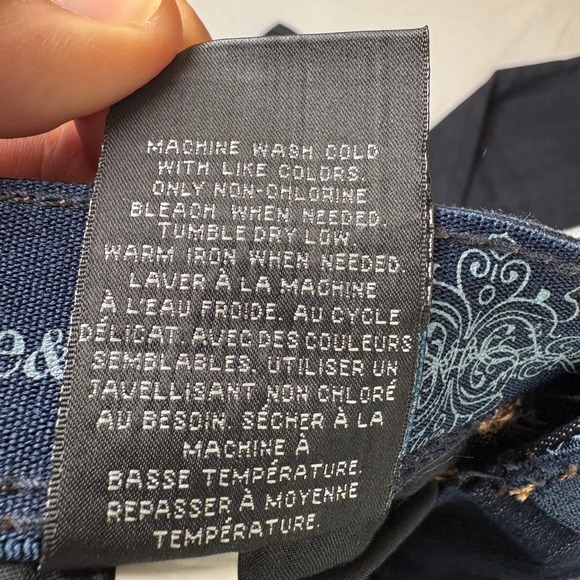 MACHINE WASH COLD
WITH LIKE COLORS.
ONLY NON-CHLORINE
BLEACH WHEN NEEDED.
TUMBLE DRY LOW.
WARM IRON WHEN NEEDED.
LAVER À LA MACHINE
À L'EAU FROIDE. AU CYCLE
DÉLICAT. AVEC DES COULEURS
SEMBLABLES. UTILISER UN
JAVELLISANT NON CHLORÉ
AU BESOIN. SÉCHER À LA
MACHINE À
BASSE TEMPÉRATURE.
REPASSER À MOYENNE
TEMPÉRATURE.